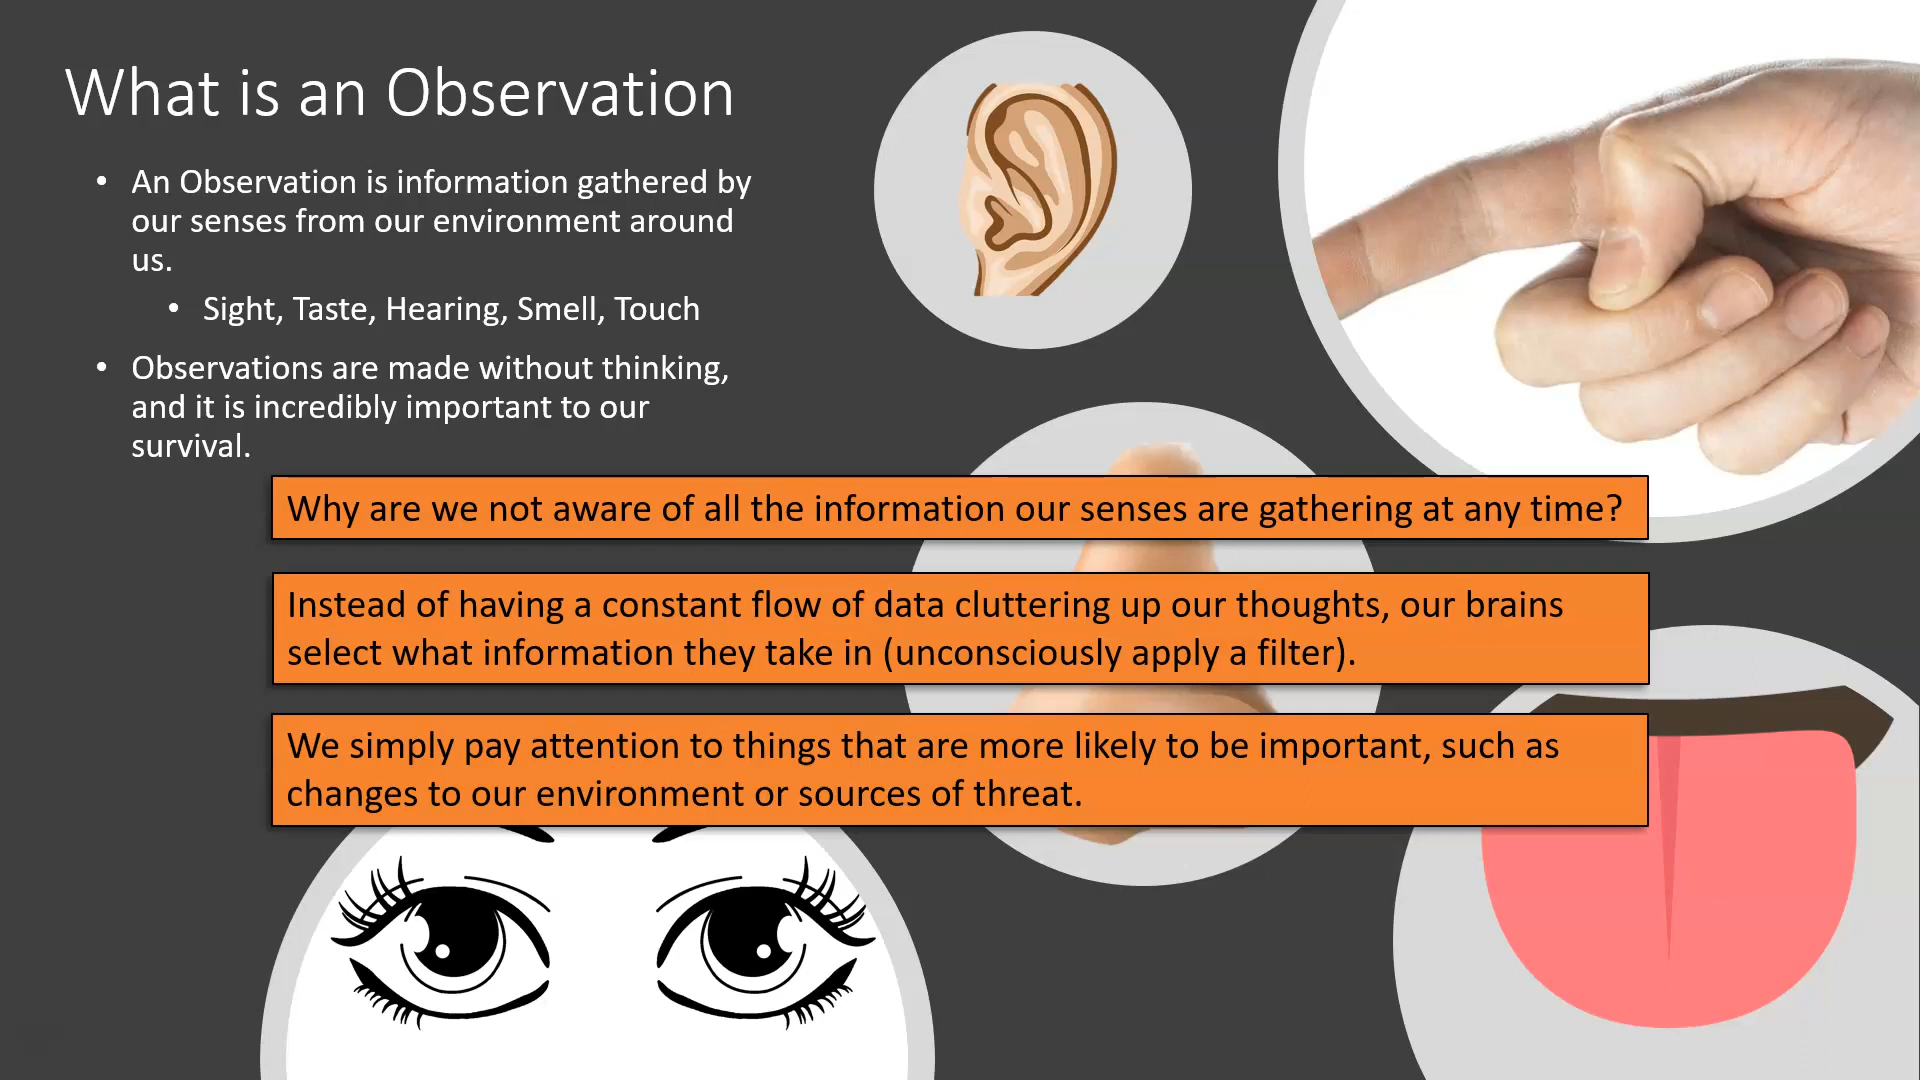 What is an Observation
• An Observation is information gathered by
our senses from our environment around
us.
• Sight, Taste, Hearing, Smell, Touch
• Observations are made without thinking,
and it is incredibly important to our
survival.
Why are we not aware of all the information our senses are gathering at any time?
Instead of having a constant flow of data cluttering up our thoughts, our brains
select what information they take in (unconsciously apply a filter).
We simply pay attention to things that are more likely to be important, such as
changes to our environment or sources of threat.